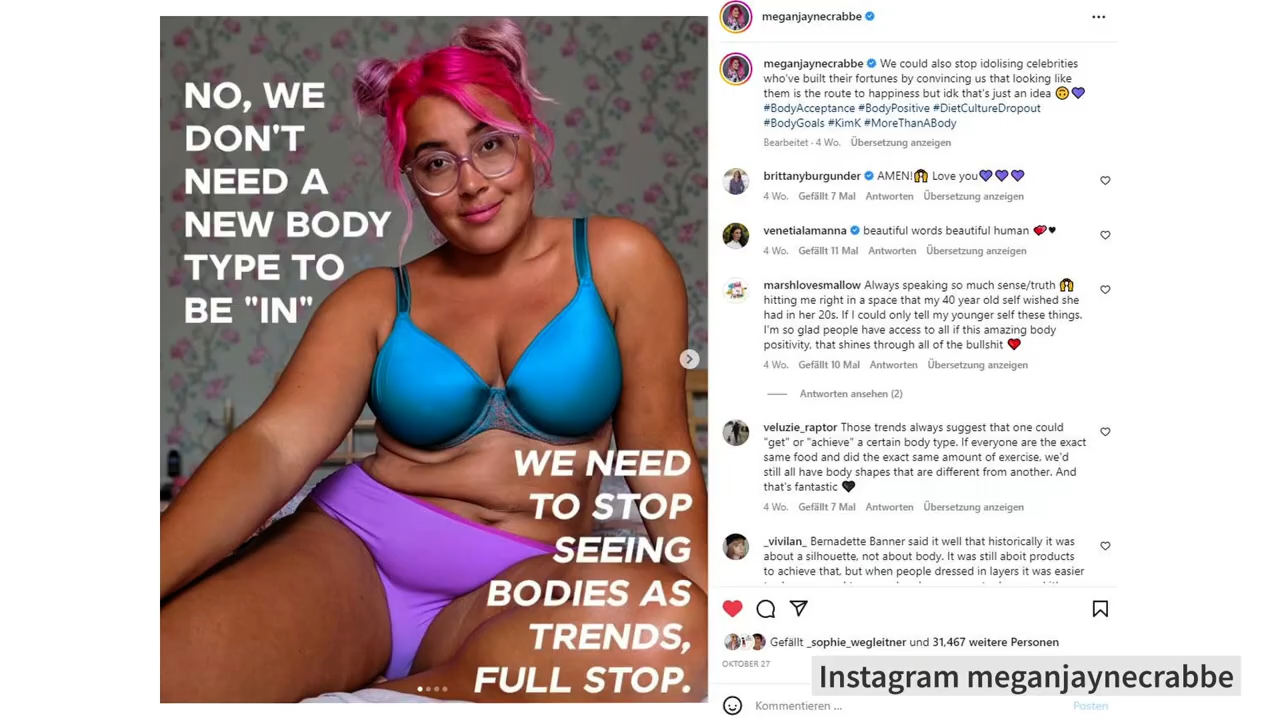 NO, WE
DON'T
NEED A
NEW BODY
TYPE TO
BE "IN"
WE NEED
TO STOP
SEEING
BODIES AS
TRENDS,
FULL STOP.
meganjaynecrabbe
meganjaynecrabbe We could also stop idolising celebrities
who've built their fortunes by convincing us that looking like
them is the route to happiness but idk that's just an idea 🙃💜
#BodyAcceptance #BodyPositive #DietCultureDropout
#BodyGoals #KimK #MoreThanABody
Bearbeitet · 4 Wo. Übersetzung anzeigen
brittanyburgunder AMEN!🙌 Love you💜💜💜
4 Wo. Gefällt 7 Mal Antworten Übersetzung anzeigen
venetialamanna beautiful words beautiful human 💕♥
4 Wo. Gefällt 11 Mal Antworten Übersetzung anzeigen
marshlovesmallow Always speaking so much sense/truth 🙌
hitting me right in a space that my 40 year old self wished she
had in her 20s. If I could only tell my younger self these things.
I'm so glad people have access to all if this amazing body
positivity, that shines through all of the bullshit ❤️
4 Wo. Gefällt 10 Mal Antworten Übersetzung anzeigen
Antworten ansehen (2)
veluzie_raptor Those trends always suggest that one could
"get" or "achieve" a certain body type. If everyone are the exact
same food and did the exact same amount of exercise, we'd
still all have body shapes that are different from another. And
that's fantastic 🖤
4 Wo. Gefällt 7 Mal Antworten Übersetzung anzeigen
_vivilan_ Bernadette Banner said it well that historically it was
about a silhouette, not about body. It was still aboit products
to achieve that, but when people dressed in layers it was easier
Gefällt _sophie_wegleitner und 31,467 weitere Personen
OKTOBER 27
Instagram meganjaynecrabbe
Kommentieren ...
Posten